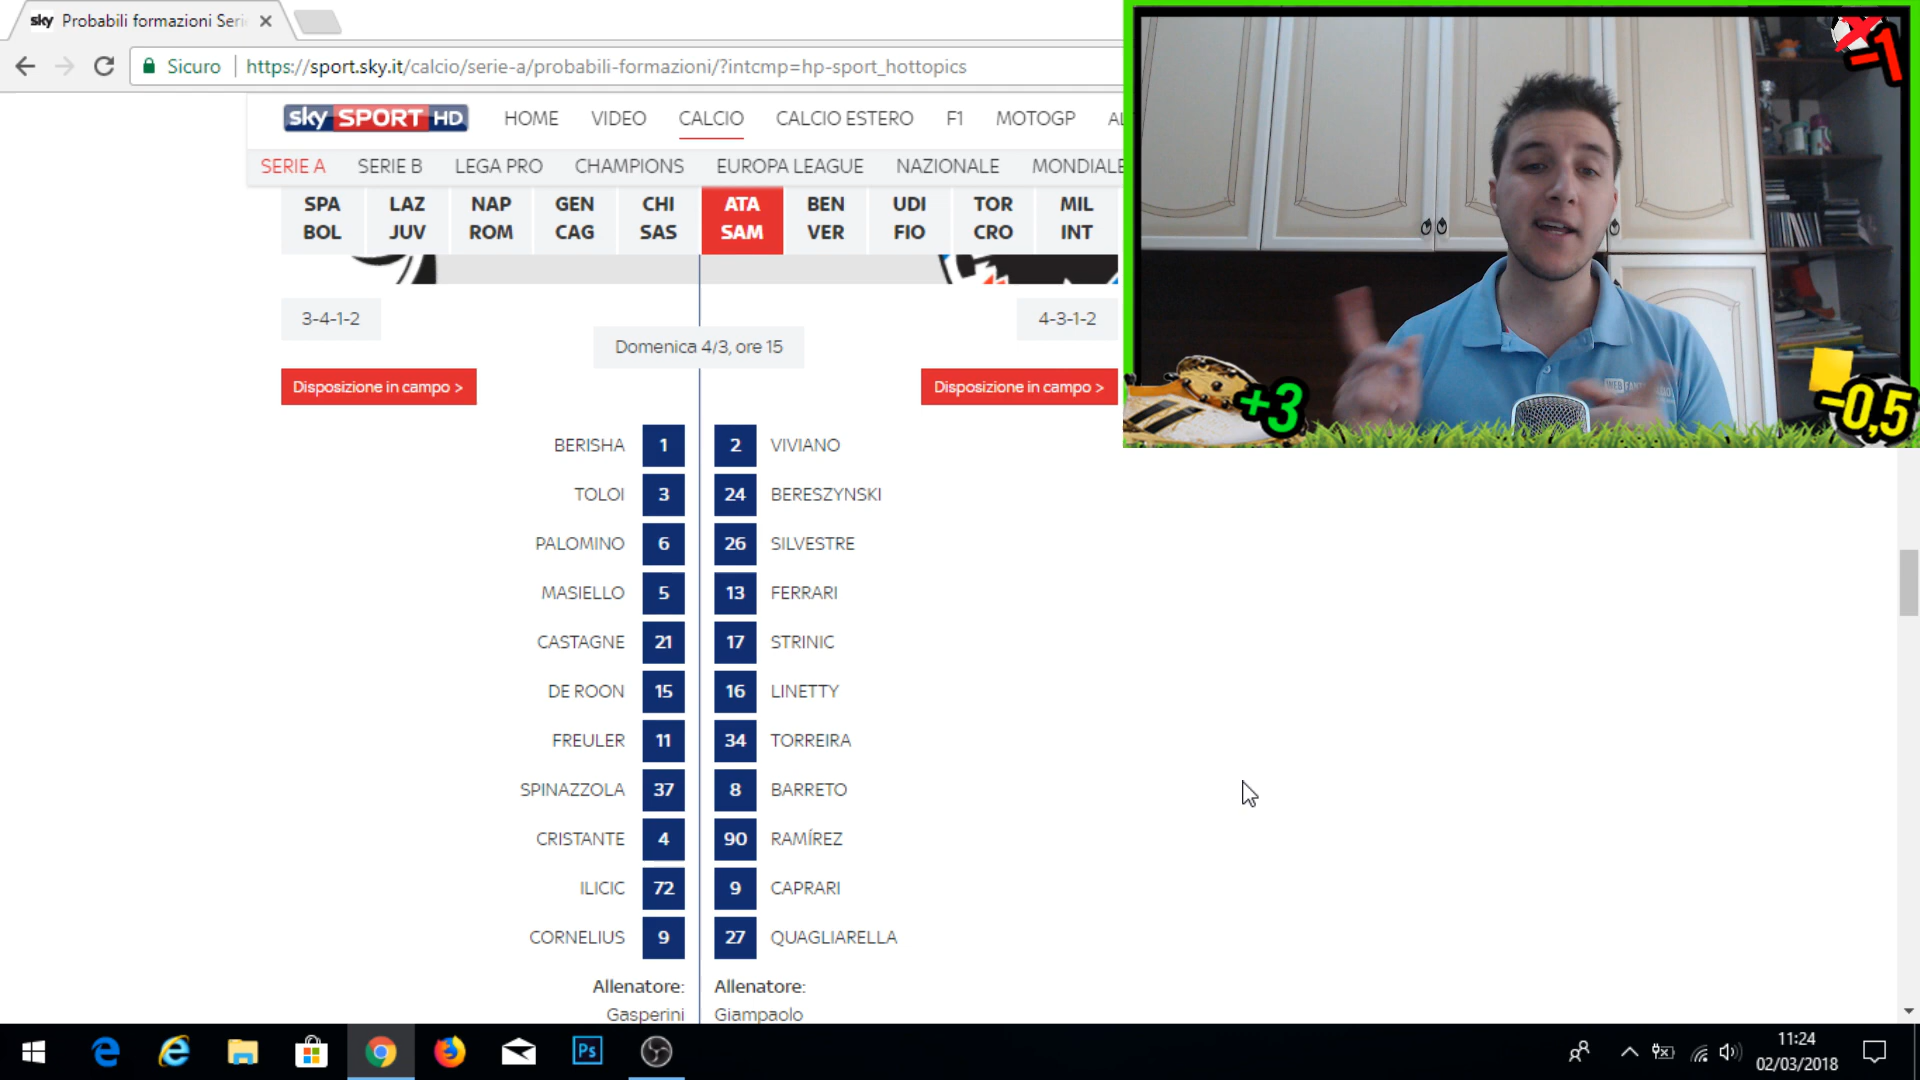 sky Probabili formazioni Seri
Sicuro https://sport.sky.it/calcio/serie-a/probabili-formazioni/?intcmp=hp-sport_hottopics
sky SPORT HD HOME VIDEO CALCIO CALCIO ESTERO F1 MOTOGP AL
SERIE A SERIE B LEGA PRO CHAMPIONS EUROPA LEAGUE NAZIONALE MONDIALE
SPA LAZ NAP GEN CHI ATA BEN UDI TOR MIL
BOL JUV ROM CAG SAS SAM VER FIO CRO INT
3-4-1-2 4-3-1-2
Domenica 4/3, ore 15
Disposizione in campo > Disposizione in campo >
BERISHA 1 2 VIVIANO
TOLOI 3 24 BERESZYNSKI
PALOMINO 6 26 SILVESTRE
MASIELLO 5 13 FERRARI
CASTAGNE 21 17 STRINIC
DE ROON 15 16 LINETTY
FREULER 11 34 TORREIRA
SPINAZZOLA 37 8 BARRETO
CRISTANTE 4 90 RAMÍREZ
ILICIC 72 9 CAPRARI
CORNELIUS 9 27 QUAGLIARELLA
Allenatore: Allenatore:
Gasperini Giampaolo
-1
+3
-0,5
Ps
11:24
02/03/2018